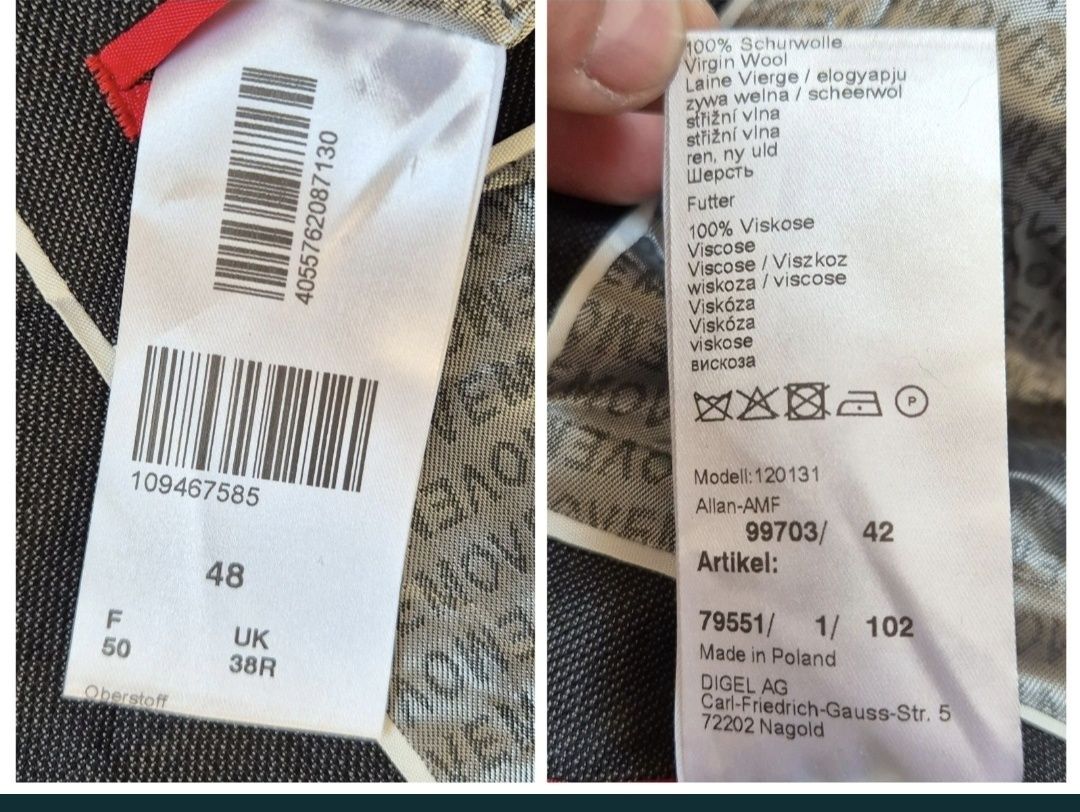 4055762087130
109467585
48
F
50
UK
38R
Oberstoff
100% Schurwolle
Virgin Wool
Laine Vierge / elogyapju
zywa welna / scheerwol
střižní vlna
střižní vlna
ren, ny uld
Шерсть
Futter
100% Viskose
Viscose
Viscose / Viszkoz
wiskoza / viscose
Viskóza
Viskóza
viskose
вискоза
P
Modell:120131
Allan-AMF
99703/ 42
Artikel:
79551/ 1/ 102
Made in Poland
DIGEL AG
Carl-Friedrich-Gauss-Str. 5
72202 Nagold